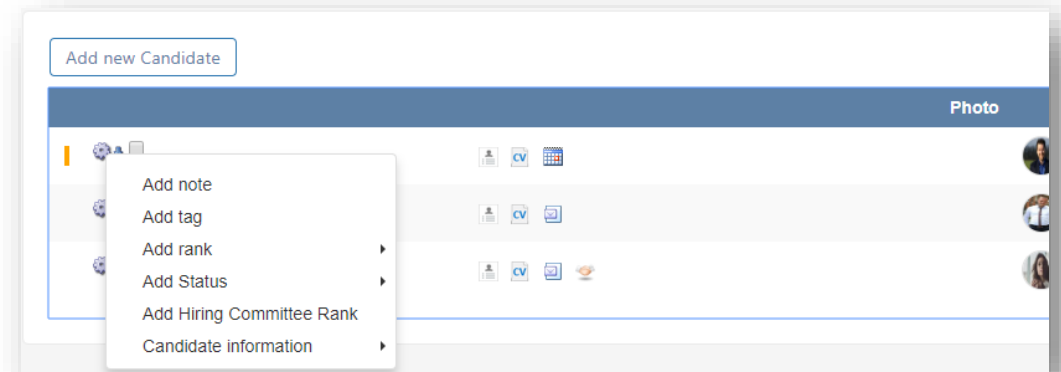 Add new Candidate
Photo
CV
Add note
Add tag
CV
Add rank
Add Status
CV
Add Hiring Committee Rank
Candidate information